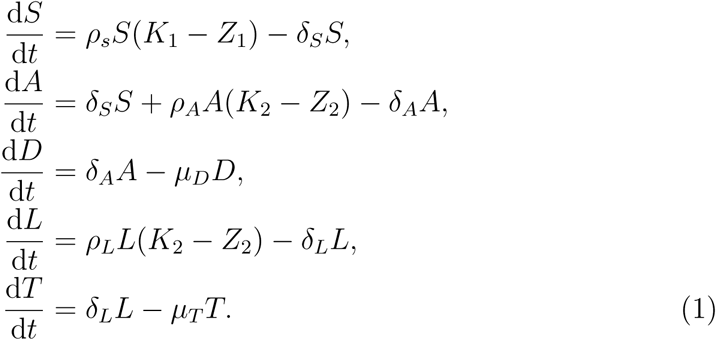 dS/dt = ρ_s S(K_1 − Z_1) − δ_S S,
dA/dt = δ_S S + ρ_A A(K_2 − Z_2) − δ_A A,
dD/dt = δ_A A − μ_D D,
dL/dt = ρ_L L(K_2 − Z_2) − δ_L L,
dT/dt = δ_L L − μ_T T. (1)